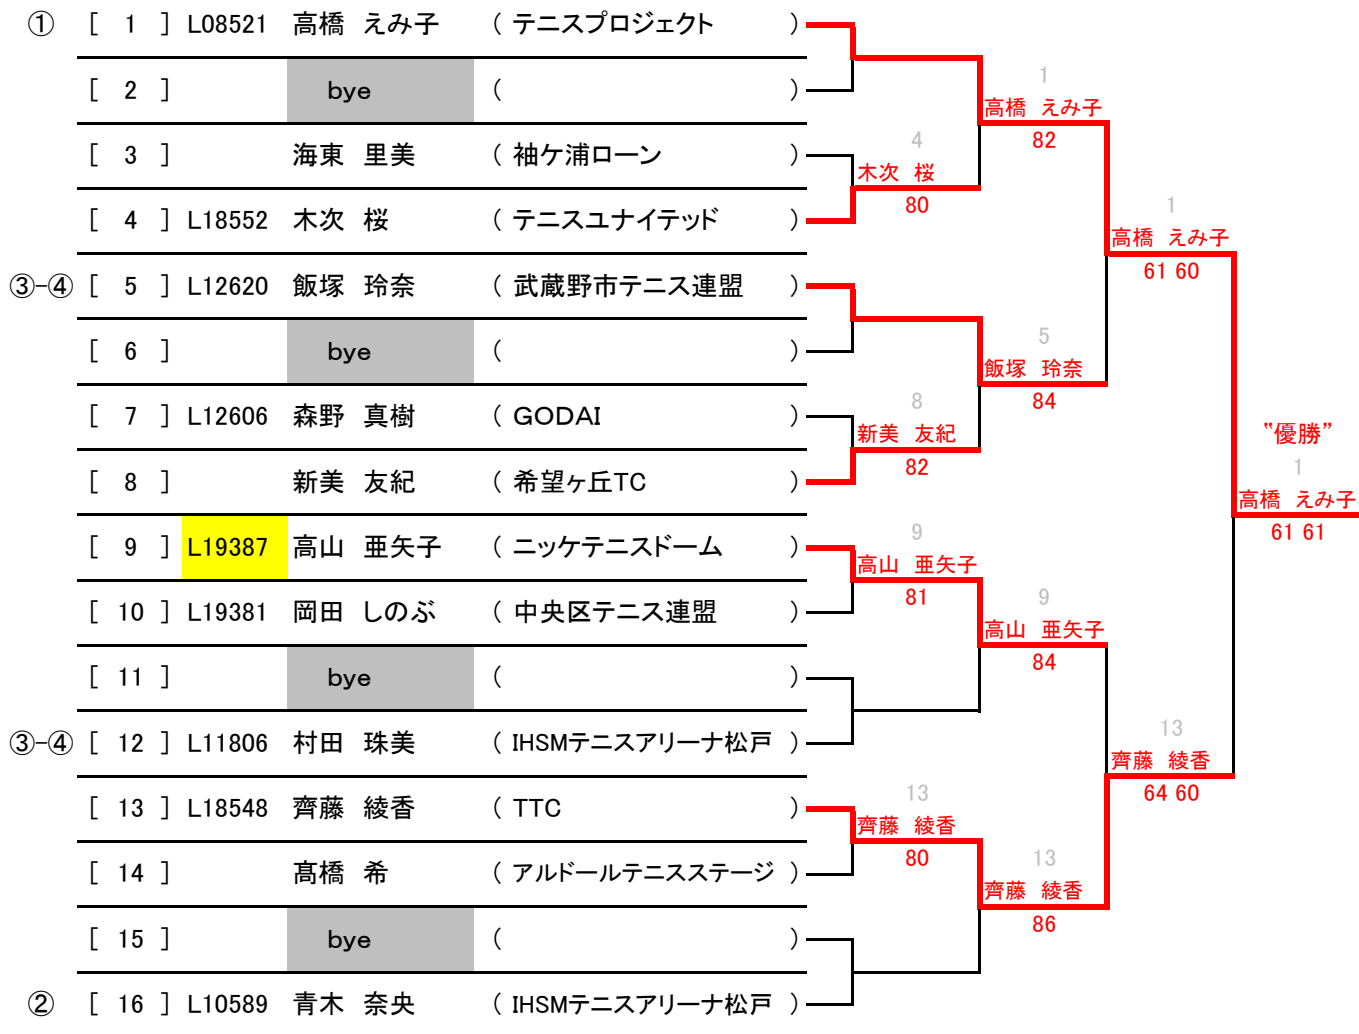 ① [ 1 ] L08521 高橋 えみ子 ( テニスプロジェクト )
[ 2 ] bye ( )
[ 3 ] 海東 里美 ( 袖ケ浦ローン )
[ 4 ] L18552 木次 桜 ( テニスユナイテッド )
③-④ [ 5 ] L12620 飯塚 玲奈 ( 武蔵野市テニス連盟 )
[ 6 ] bye ( )
[ 7 ] L12606 森野 真樹 ( GODAI )
[ 8 ] 新美 友紀 ( 希望ヶ丘TC )
[ 9 ] L19387 高山 亜矢子 ( ニッケテニスドーム )
[ 10 ] L19381 岡田 しのぶ ( 中央区テニス連盟 )
[ 11 ] bye ( )
③-④ [ 12 ] L11806 村田 珠美 ( IHSMテニスアリーナ松戸 )
[ 13 ] L18548 齊藤 綾香 ( TTC )
[ 14 ] 髙橋 希 ( アルドールテニスステージ )
[ 15 ] bye ( )
② [ 16 ] L10589 青木 奈央 ( IHSMテニスアリーナ松戸 )
4
木次 桜
80
8
新美 友紀
82
9
高山 亜矢子
81
13
齊藤 綾香
80
1
高橋 えみ子
82
5
飯塚 玲奈
84
9
高山 亜矢子
84
13
齊藤 綾香
86
1
高橋 えみ子
61 60
13
齊藤 綾香
64 60
〝優勝”
1
高橋 えみ子
61 61